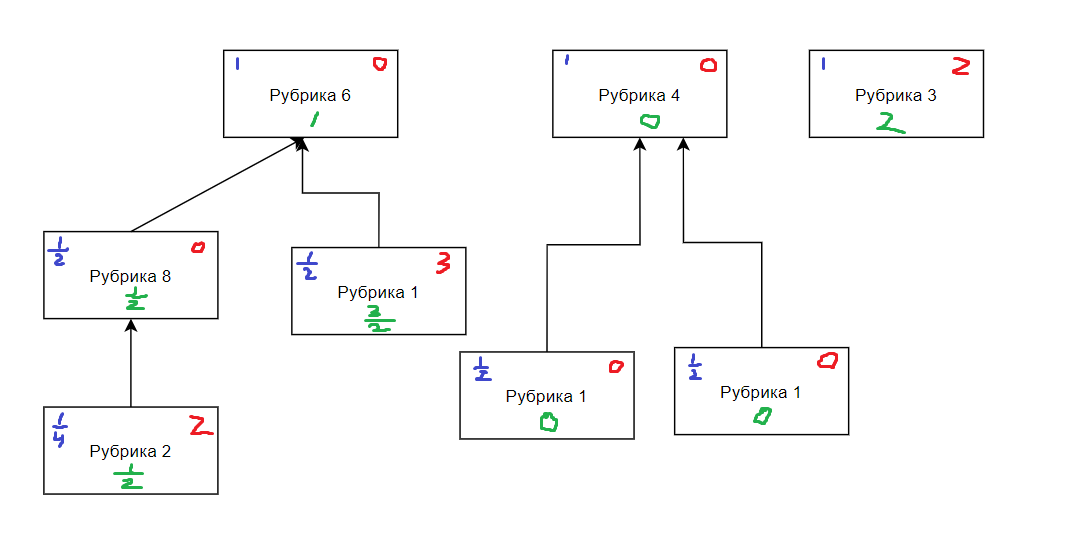 1 0
Рубрика 6
1
1 0
Рубрика 4
0
1 2
Рубрика 3
2
1/2 0
Рубрика 8
1/2
1/2 3
Рубрика 1
3/2
1/2 0
Рубрика 1
0
1/2 0
Рубрика 1
0
1/4 2
Рубрика 2
1/2